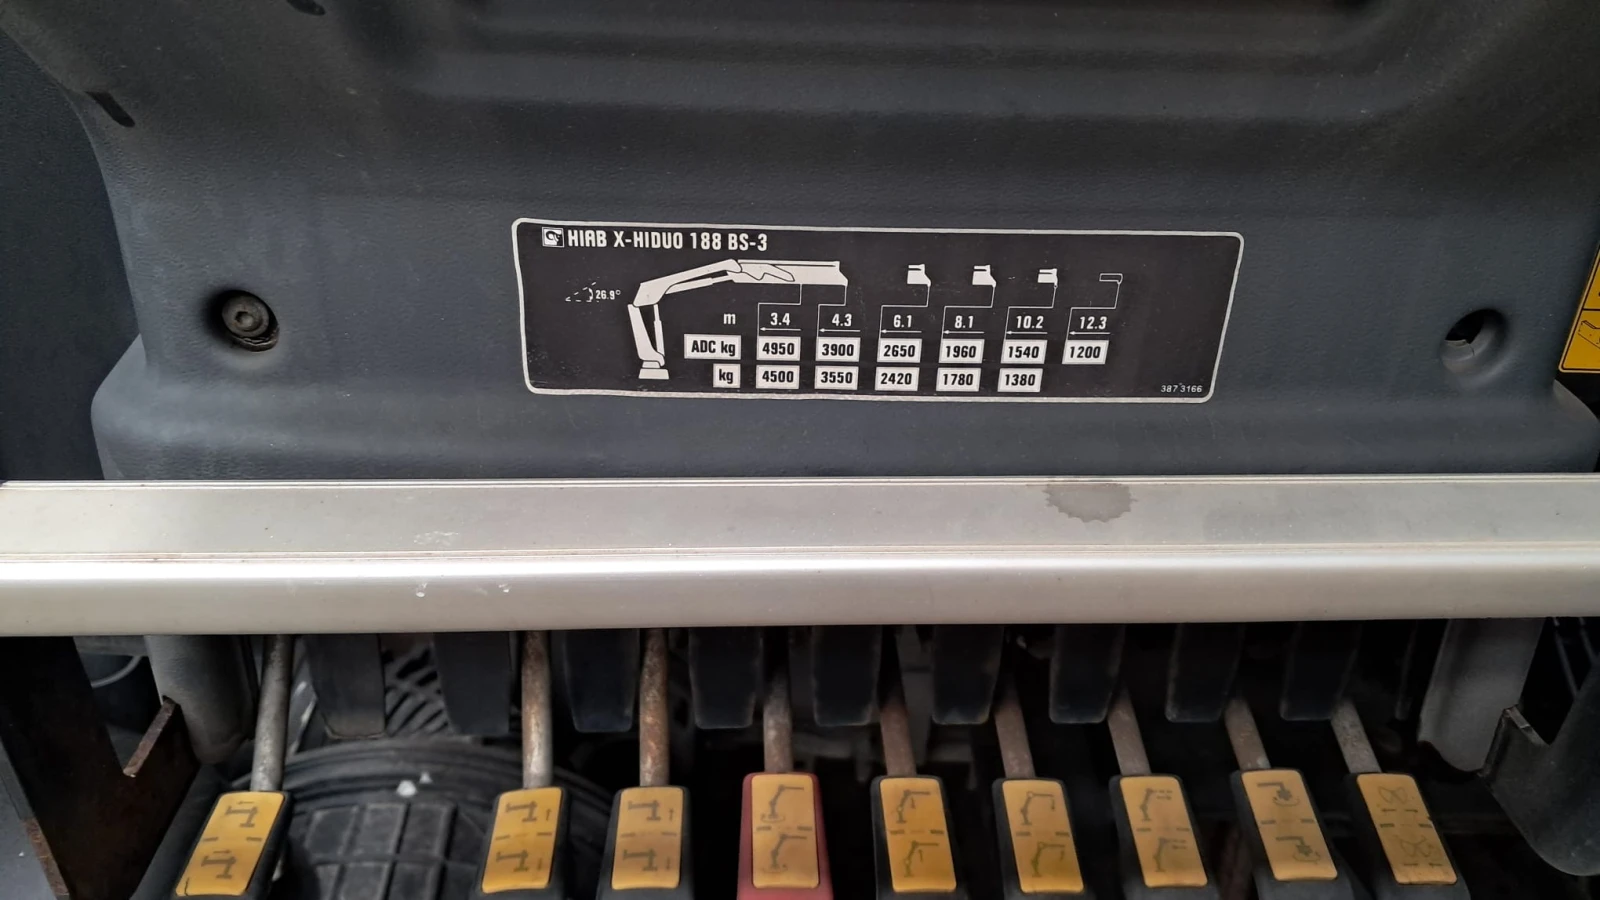 HIAB X-HIDUO 188 BS-3
26.9°
m 3.4 4.3 6.1 8.1 10.2 12.3
ADC kg 4950 3900 2650 1960 1540 1200
kg 4500 3550 2420 1780 1380
387 3166